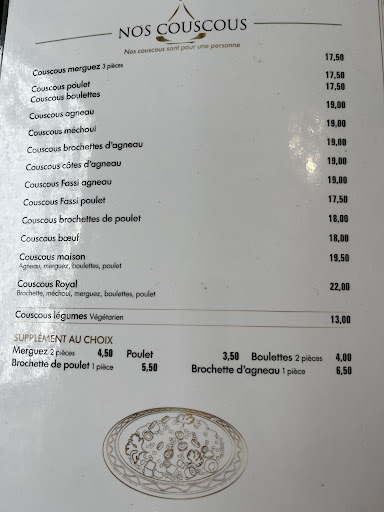 NOS COUSCOUS
Nos couscous sont pour une personne
Couscous merguez 3 pièces 17,50
Couscous poulet 17,50
Couscous boulettes 17,50
Couscous agneau 19,00
Couscous méchoui 19,00
Couscous brochettes d'agneau 19,00
Couscous côtes d'agneau 19,00
Couscous Fassi agneau 19,00
Couscous Fassi poulet 17,50
Couscous brochettes de poulet 18,00
Couscous bœuf 18,00
Couscous maison 19,50
Agneau, merguez, boulettes, poulet
Couscous Royal 22,00
Brochette, méchoui, merguez, boulettes, poulet
Couscous légumes Végétarien 13,00
SUPPLÉMENT AU CHOIX
Merguez 2 pièces 4,50 Poulet 3,50 Boulettes 2 pièces 4,00
Brochette de poulet 1 pièce 5,50 Brochette d'agneau 1 pièce 6,50